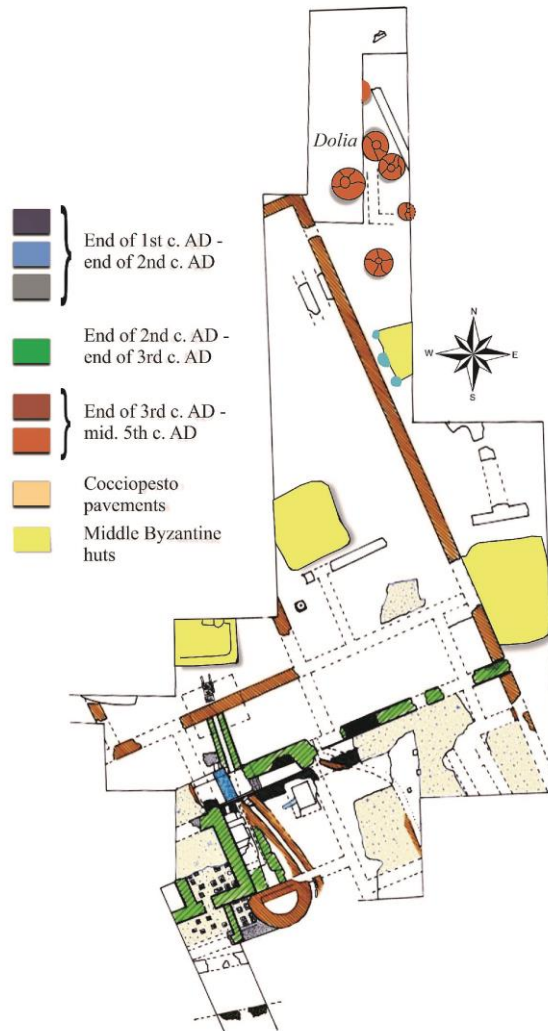 Dolia
End of 1st c. AD -
end of 2nd c. AD
End of 2nd c. AD -
end of 3rd c. AD
End of 3rd c. AD -
mid. 5th c. AD
Cocciopesto
pavements
Middle Byzantine
huts
N
W E
S